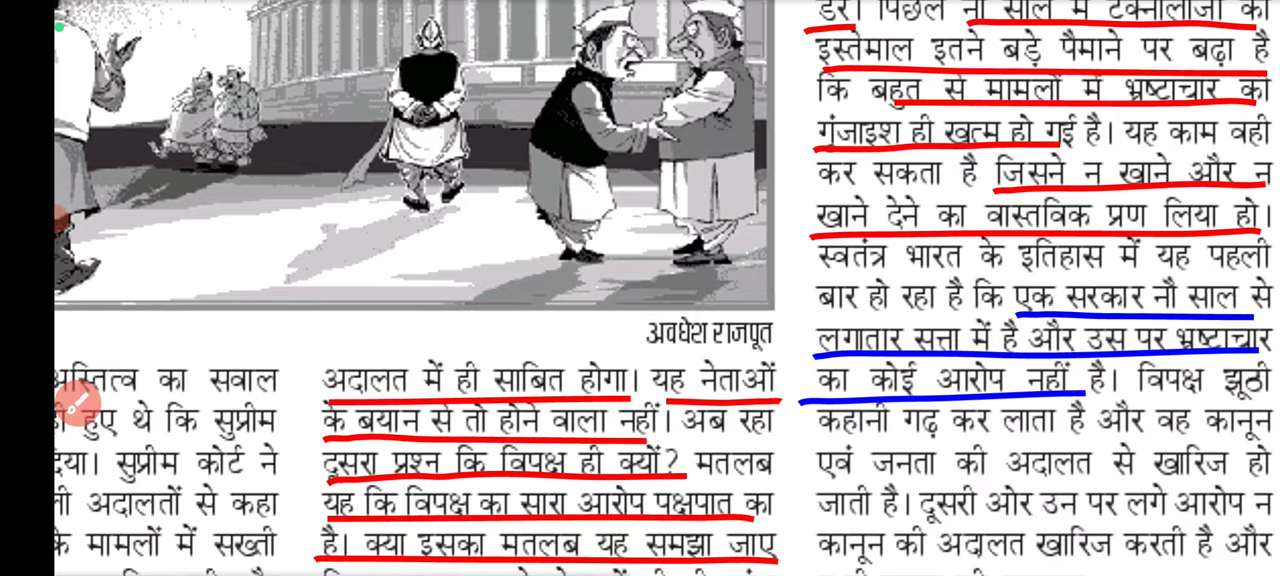 अवधेश राजपूत
अस्तित्व का सवाल
हुए थे कि सुप्रीम
दिया। सुप्रीम कोर्ट ने
अदालतों से कहा
के मामलों में सख्ती
अदालत में ही साबित होगा। यह नेताओं
के बयान से तो होने वाला नहीं। अब रहा
दूसरा प्रश्न कि विपक्ष ही क्यों? मतलब
यह कि विपक्ष का सारा आरोप पक्षपात का
है। क्या इसका मतलब यह समझा जाए
डरे। पिछले नौ साल में टेक्नोलाजी का
इस्तेमाल इतने बड़े पैमाने पर बढ़ा है
कि बहुत से मामलों में भ्रष्टाचार की
गुंजाइश ही खत्म हो गई है। यह काम वही
कर सकता है जिसने न खाने और न
खाने देने का वास्तविक प्रण लिया हो।
स्वतंत्र भारत के इतिहास में यह पहली
बार हो रहा है कि एक सरकार नौ साल से
लगातार सत्ता में है और उस पर भ्रष्टाचार
का कोई आरोप नहीं है। विपक्ष झूठी
कहानी गढ़ कर लाता है और वह कानून
एवं जनता की अदालत से खारिज हो
जाती है। दूसरी ओर उन पर लगे आरोप न
कानून की अदालत खारिज करती है और